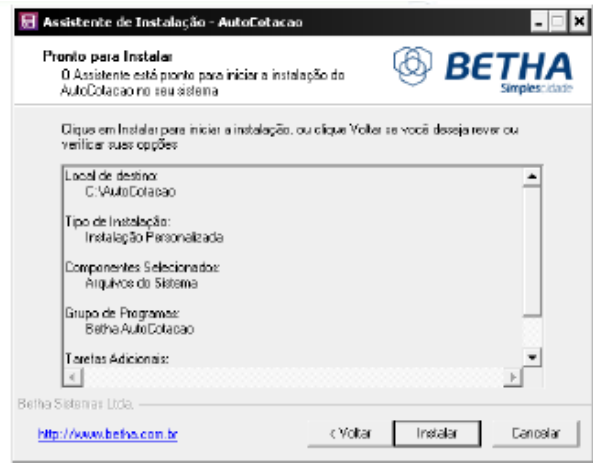 Assistente de Instalação - AutoCotacao
Pronto para Instalar
O Assistente está pronto para iniciar a instalação do
AutoCotacao no seu sistema
BETHA
Simplescidade
Clique em Instalar para iniciar a instalação, ou clique Voltar se você deseja rever ou
verificar suas opções
Local de destino:
C:\AutoCotacao
Tipo de Instalação:
Instalação Personalizada
Componentes Selecionados:
Arquivos do Sistema
Grupo de Programas:
Betha AutoCotacao
Tarefas Adicionais:
Betha Sistemas Ltda.
http://www.betha.com.br
< Voltar
Instalar
Cancelar